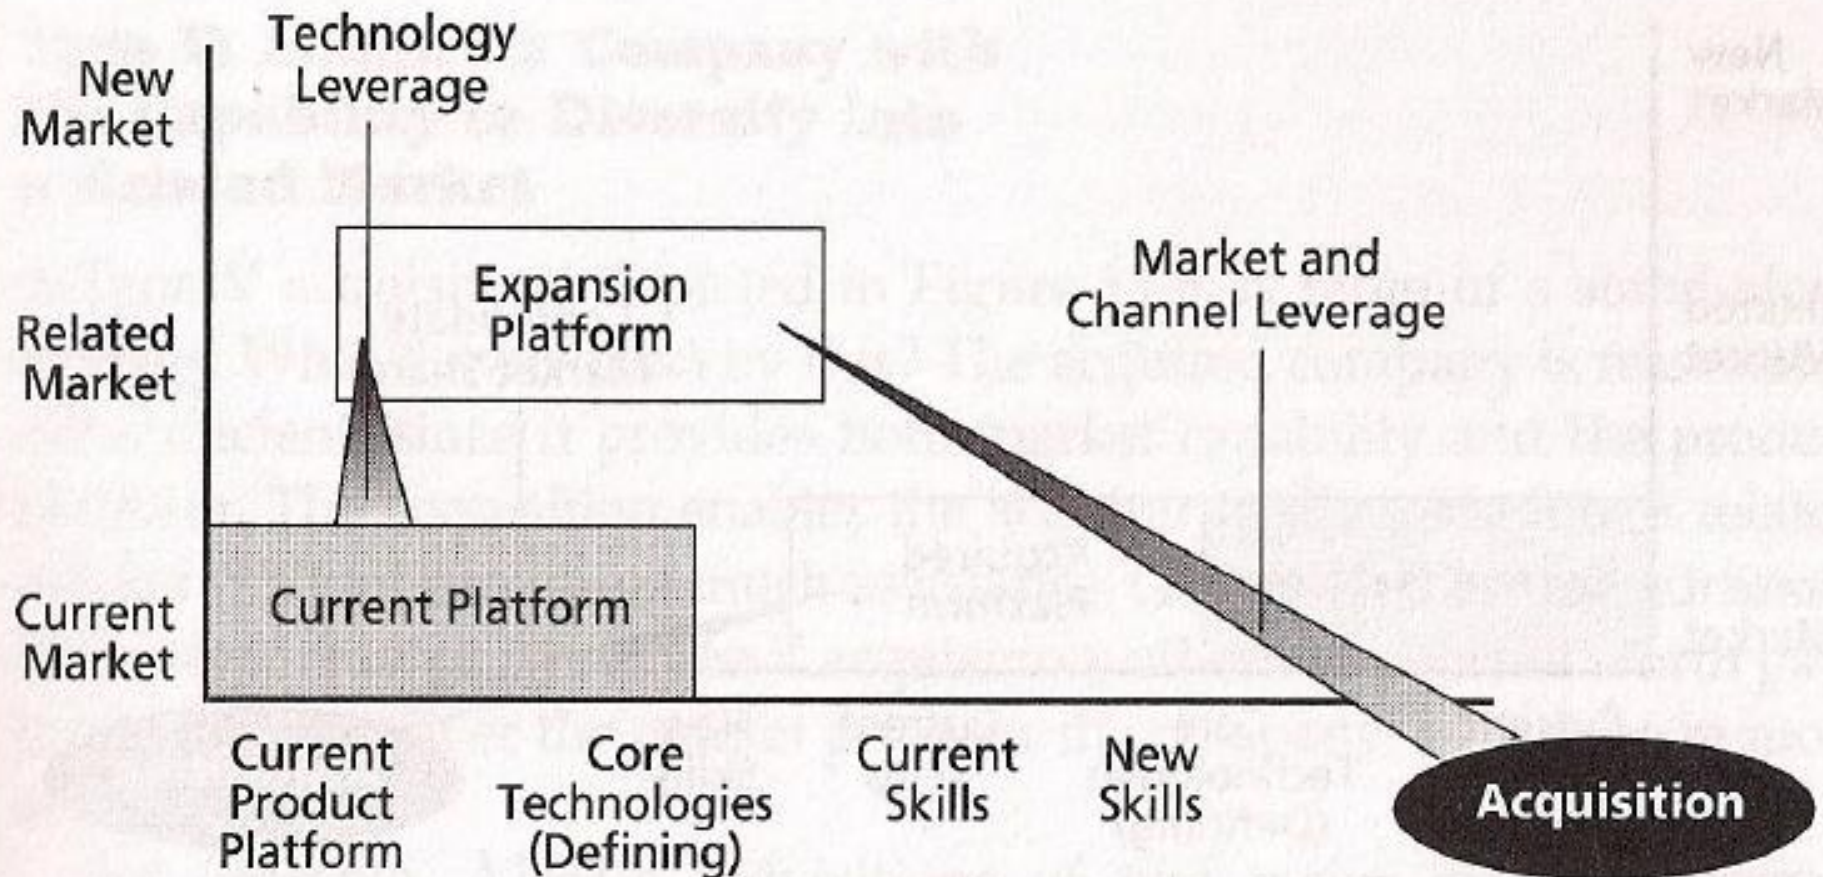 Technology
Leverage
New
Market
Expansion
Platform
Market and
Channel Leverage
Related
Market
Current Platform
Current
Market
Current
Product
Platform
Core
Technologies
(Defining)
Current
Skills
New
Skills
Acquisition